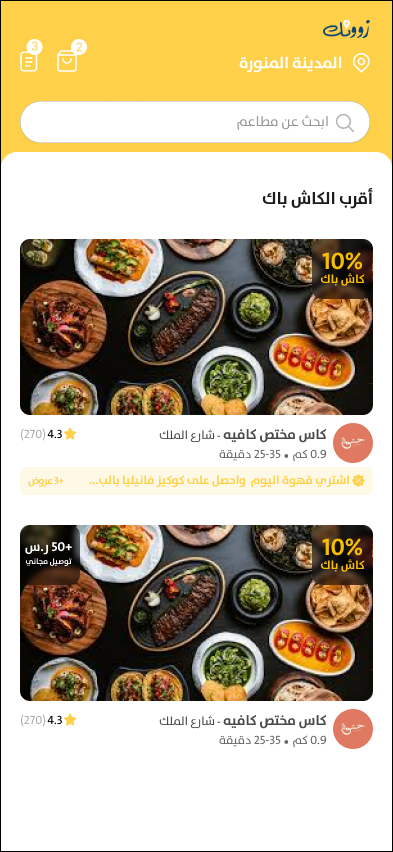 زوونك
3
2
المدينة المنورة
ابحث عن مطاعم
أقرب الكاش باك
10%
كاش باك
كاس مختص كافيه - شارع الملك
4.3 (270)
0.9 كم • 25-35 دقيقة
اشتري قهوة اليوم واحصل على كوكيز فانيليا بالب...
+3 عروض
10%
كاش باك
+50 ر.س
توصيل مجاني
كاس مختص كافيه - شارع الملك
4.3 (270)
0.9 كم • 25-35 دقيقة